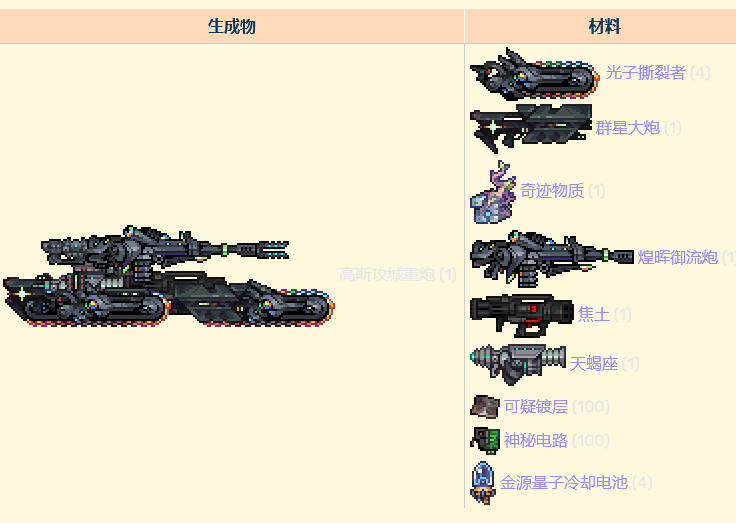 生成物 材料
光子撕裂者 (4)
群星大炮 (1)
奇迹物质 (1)
煌晖御流炮 (1)
高斯攻城重炮 (1)
焦土 (1)
天蝎座 (1)
可疑镀层 (100)
神秘电路 (100)
金源量子冷却电池 (4)